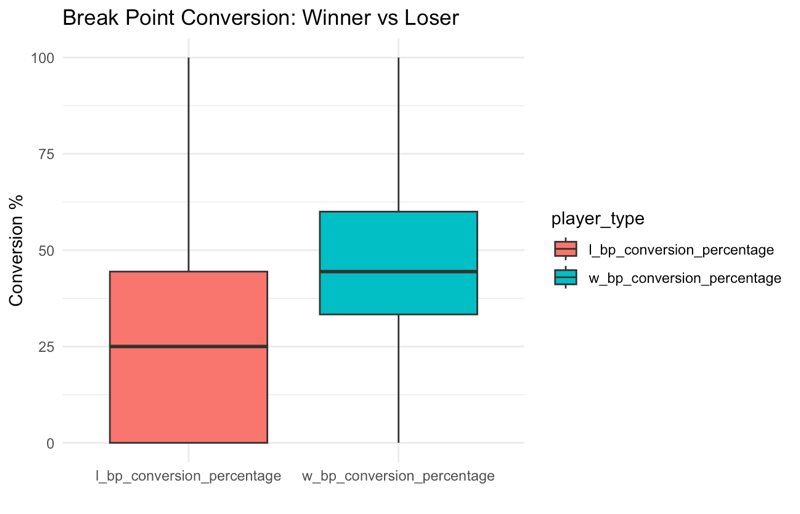 Break Point Conversion: Winner vs Loser
100
75
50
25
0
Conversion %
l_bp_conversion_percentage
w_bp_conversion_percentage
player_type
l_bp_conversion_percentage
w_bp_conversion_percentage